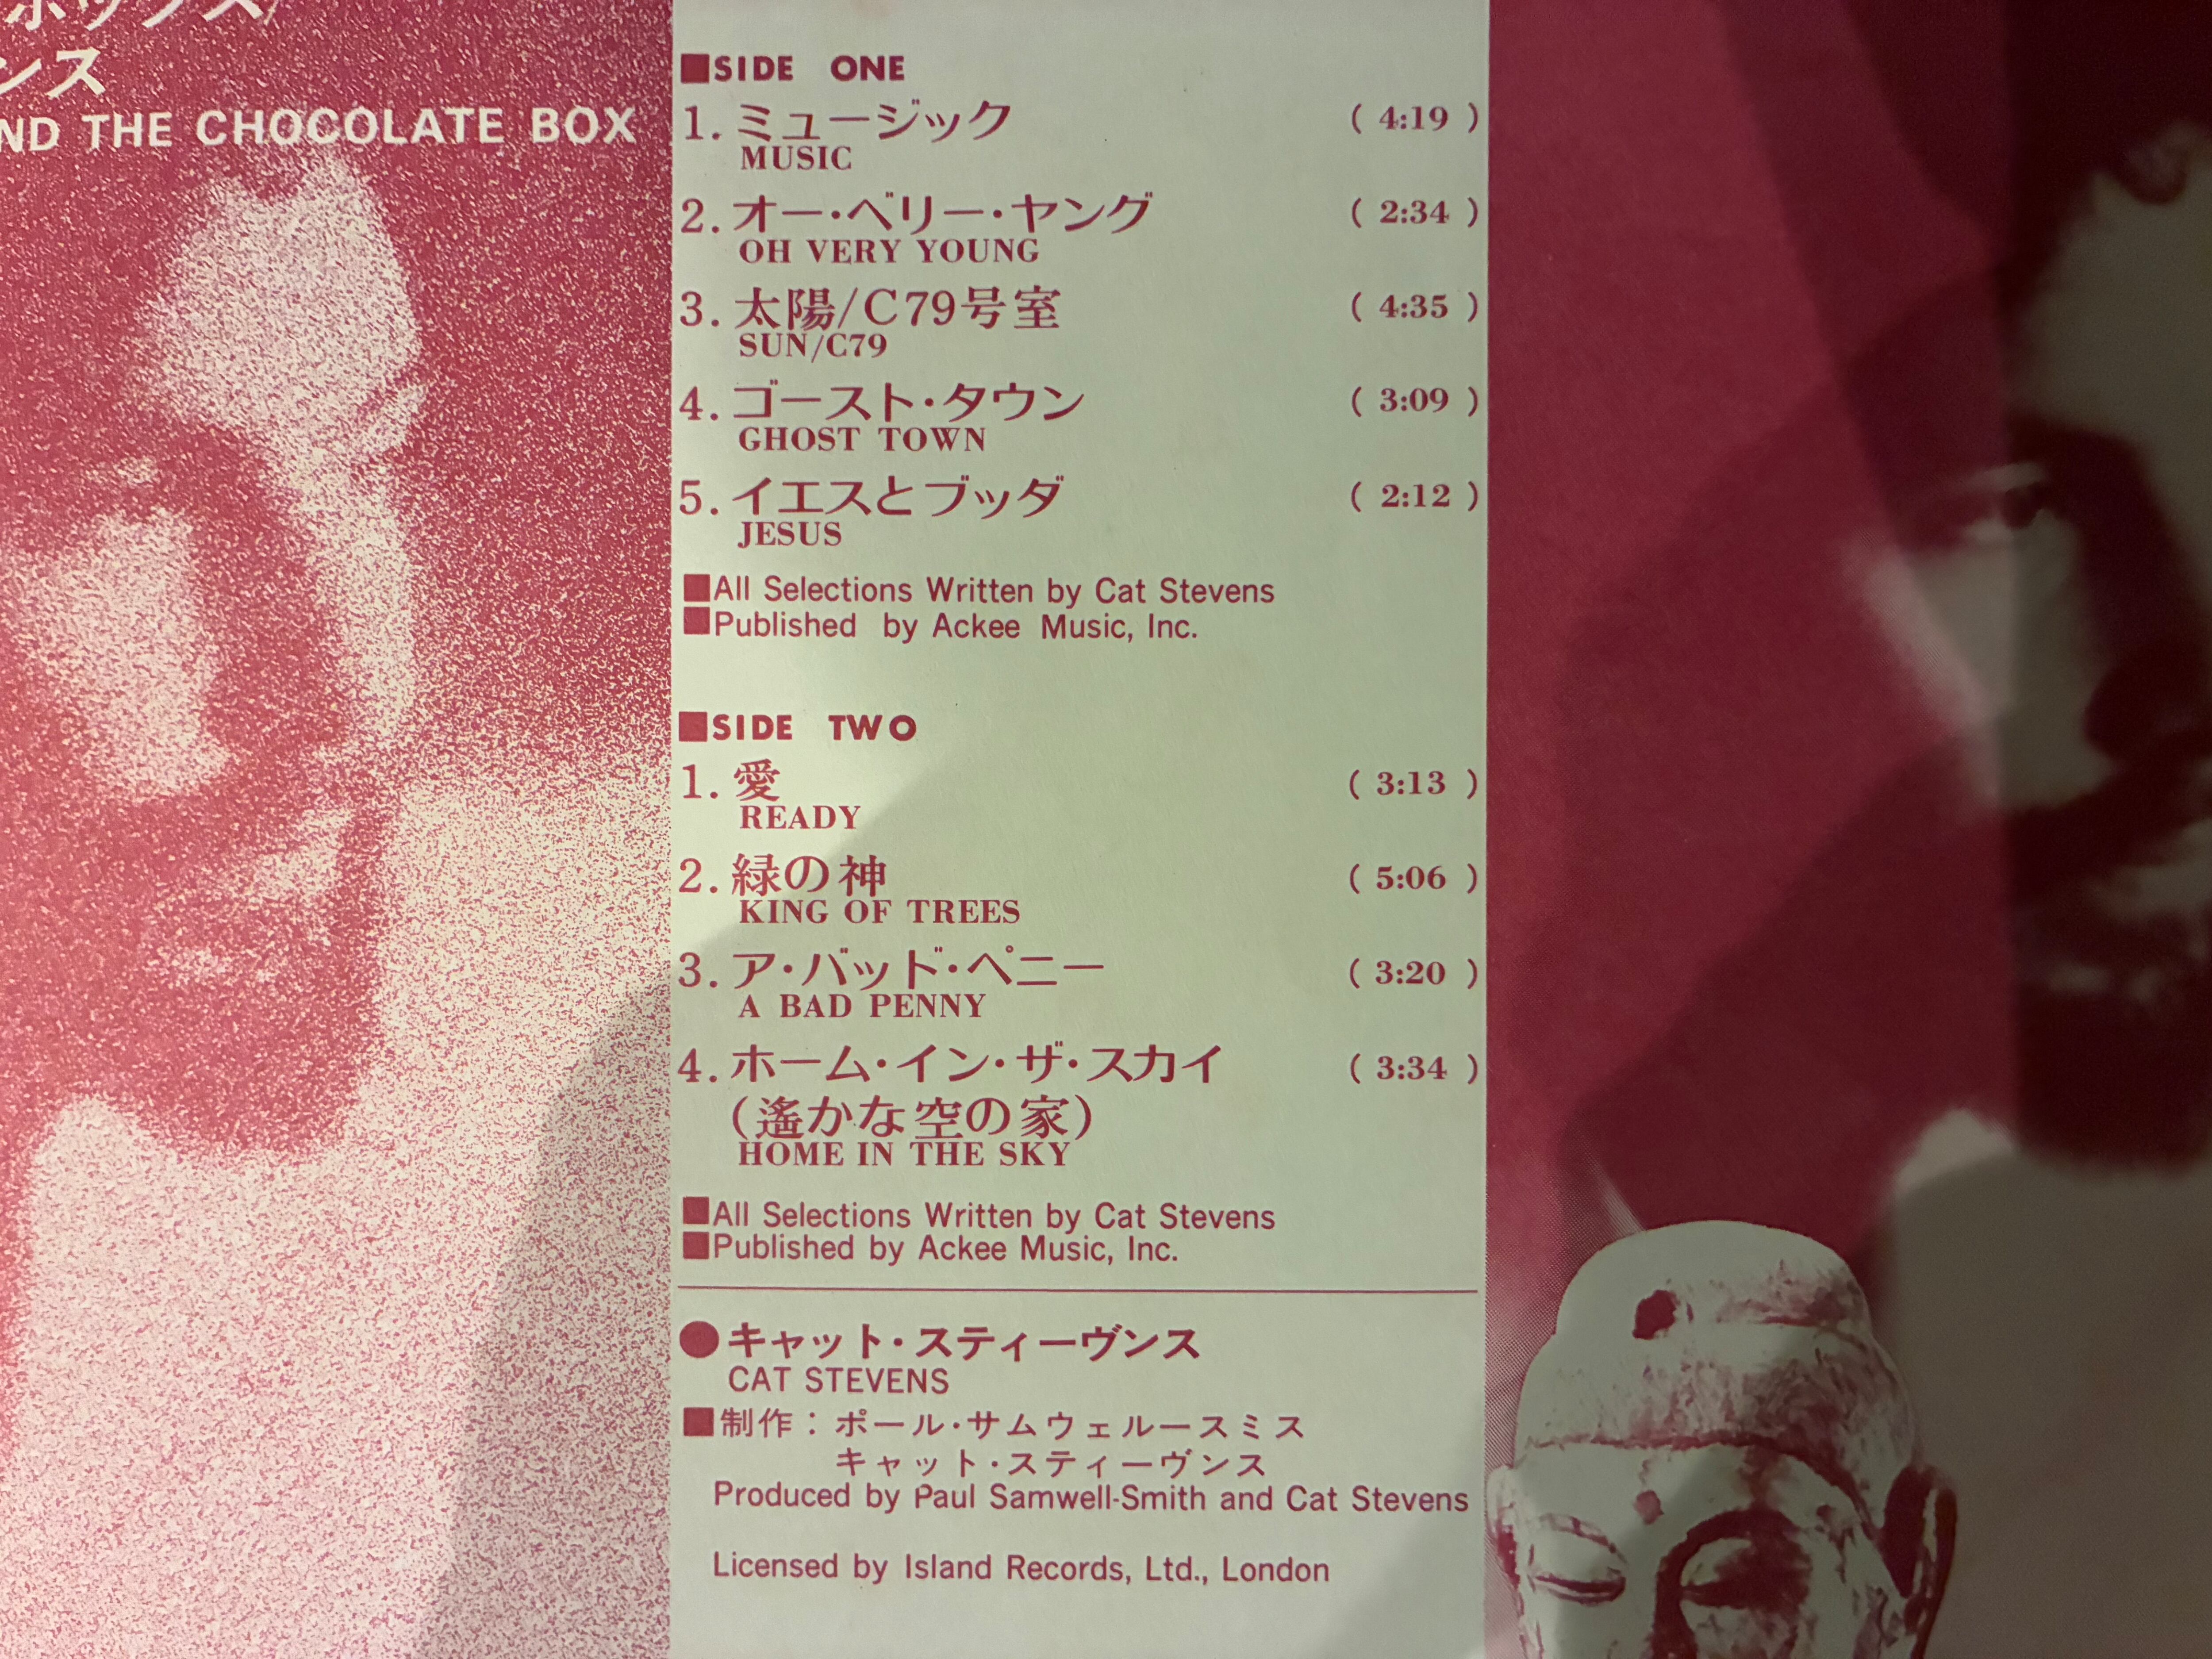 ボックス/
ンス
ND THE CHOCOLATE BOX
■SIDE ONE
1. ミュージック ( 4:19 )
MUSIC
2. オー・ベリー・ヤング ( 2:34 )
OH VERY YOUNG
3. 太陽/C79号室 ( 4:35 )
SUN/C79
4. ゴースト・タウン ( 3:09 )
GHOST TOWN
5. イエスとブッダ ( 2:12 )
JESUS
■All Selections Written by Cat Stevens
■Published by Ackee Music, Inc.
■SIDE TWO
1. 愛 ( 3:13 )
READY
2. 緑の神 ( 5:06 )
KING OF TREES
3. ア・バッド・ペニー ( 3:20 )
A BAD PENNY
4. ホーム・イン・ザ・スカイ ( 3:34 )
(遙かな空の家)
HOME IN THE SKY
■All Selections Written by Cat Stevens
■Published by Ackee Music, Inc.
●キャット・スティーヴンス
CAT STEVENS
■制作：ポール・サムウェルースミス
キャット・スティーヴンス
Produced by Paul Samwell-Smith and Cat Stevens
Licensed by Island Records, Ltd., London